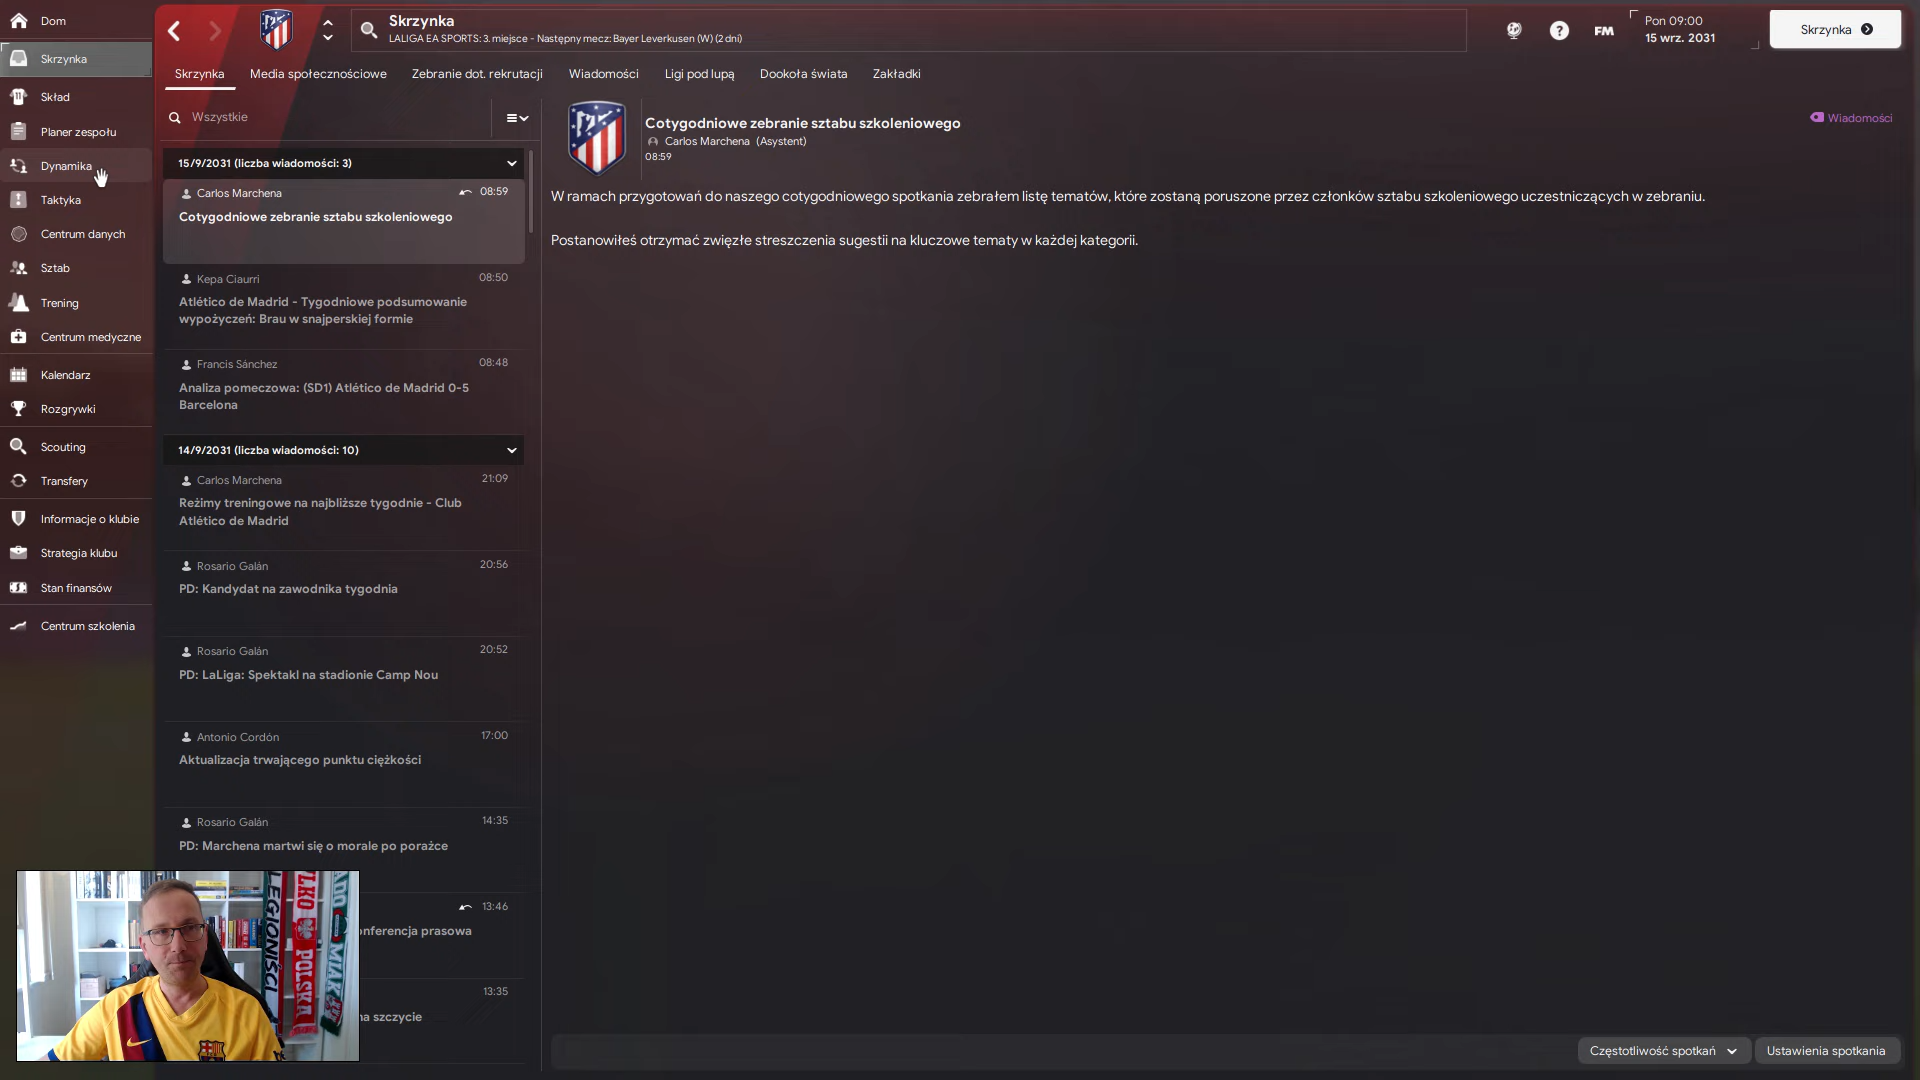 Dom
Skrzynka
Skład
Planer zespołu
Dynamika
Taktyka
Centrum danych
Sztab
Trening
Centrum medyczne
Kalendarz
Rozgrywki
Scouting
Transfery
Informacje o klubie
Strategia klubu
Stan finansów
Centrum szkolenia
Skrzynka
LALIGA EA SPORTS: 3. miejsce - Następny mecz: Bayer Leverkusen (W) (2 dni)
FM
Pon 09:00
15 wrz. 2031
Skrzynka
Skrzynka
Media społecznościowe
Zebranie dot. rekrutacji
Wiadomości
Ligi pod lupą
Dookoła świata
Zakładki
Wszystkie
15/9/2031 (liczba wiadomości: 3)
Carlos Marchena 08:59
Cotygodniowe zebranie sztabu szkoleniowego
Kepa Ciaurri 08:50
Atlético de Madrid - Tygodniowe podsumowanie
wypożyczeń: Brau w snajperskiej formie
Francis Sánchez 08:48
Analiza pomeczowa: (SD1) Atlético de Madrid 0-5
Barcelona
14/9/2031 (liczba wiadomości: 10)
Carlos Marchena 21:09
Reżimy treningowe na najbliższe tygodnie - Club
Atlético de Madrid
Rosario Galán 20:56
PD: Kandydat na zawodnika tygodnia
Rosario Galán 20:52
PD: LaLiga: Spektakl na stadionie Camp Nou
Antonio Cordón 17:00
Aktualizacja trwającego punktu ciężkości
Rosario Galán 14:35
PD: Marchena martwi się o morale po porażce
13:46
onferencja prasowa
13:35
na szczycie
Cotygodniowe zebranie sztabu szkoleniowego
Carlos Marchena (Asystent)
08:59
Wiadomości
W ramach przygotowań do naszego cotygodniowego spotkania zebrałem listę tematów, które zostaną poruszone przez członków sztabu szkoleniowego uczestniczących w zebraniu.
Postanowiłeś otrzymać zwięzłe streszczenia sugestii na kluczowe tematy w każdej kategorii.
Częstotliwość spotkań
Ustawienia spotkania
LEGIONIŚCI
YLKO
POLSKA